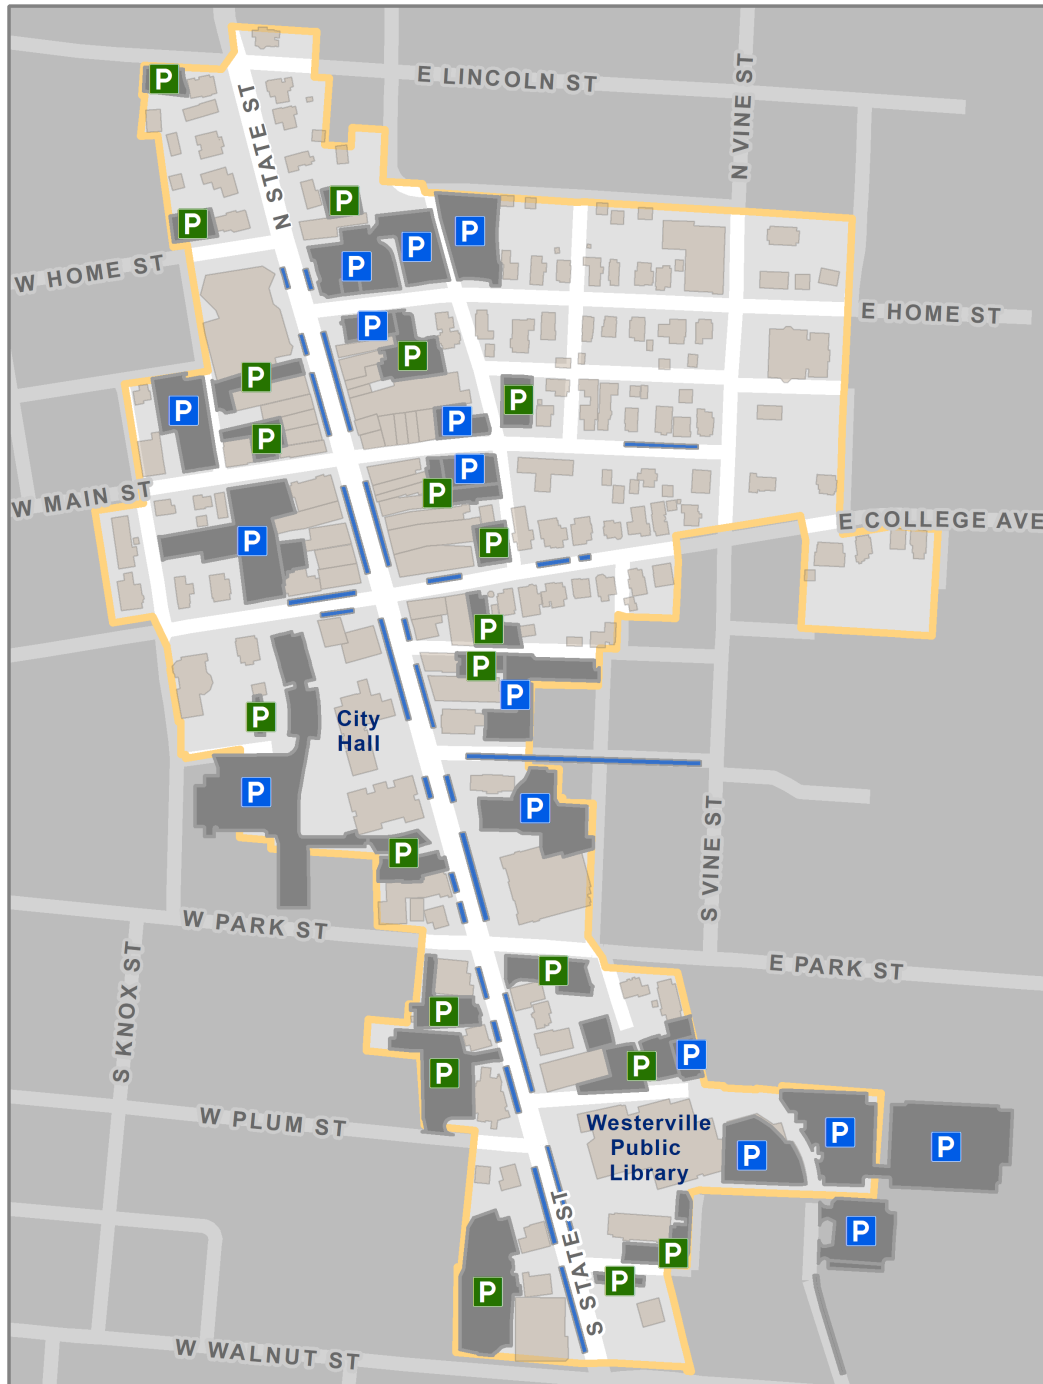 E LINCOLN ST
N VINE ST
P
N STATE ST
P
P
P
P
W HOME ST
P
P
E HOME ST
P
P
P
P
P
P
P
P
W MAIN ST
P
P
E COLLEGE AVE
P
P
P
P
P
City
Hall
P
P
P
S VINE ST
P
W PARK ST
E PARK ST
P
S KNOX ST
P
P
P
P
W PLUM ST
Westerville
Public
Library
P
P
P
P
S STATE ST
P
P
P
W WALNUT ST